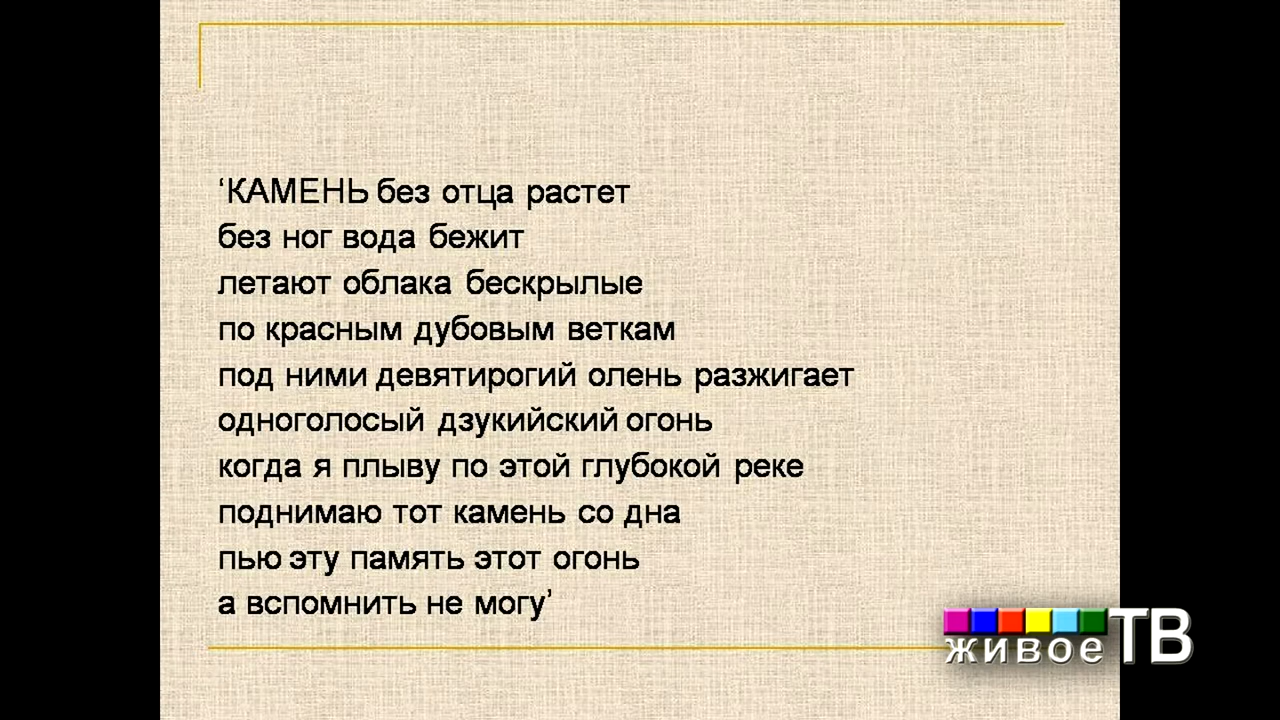 ‘КАМЕНЬ без отца растет
без ног вода бежит
летают облака бескрылые
по красным дубовым веткам
под ними девятирогий олень разжигает
одноголосый дзукийский огонь
когда я плыву по этой глубокой реке
поднимаю тот камень со дна
пью эту память этот огонь
а вспомнить не могу’
живое ТВ